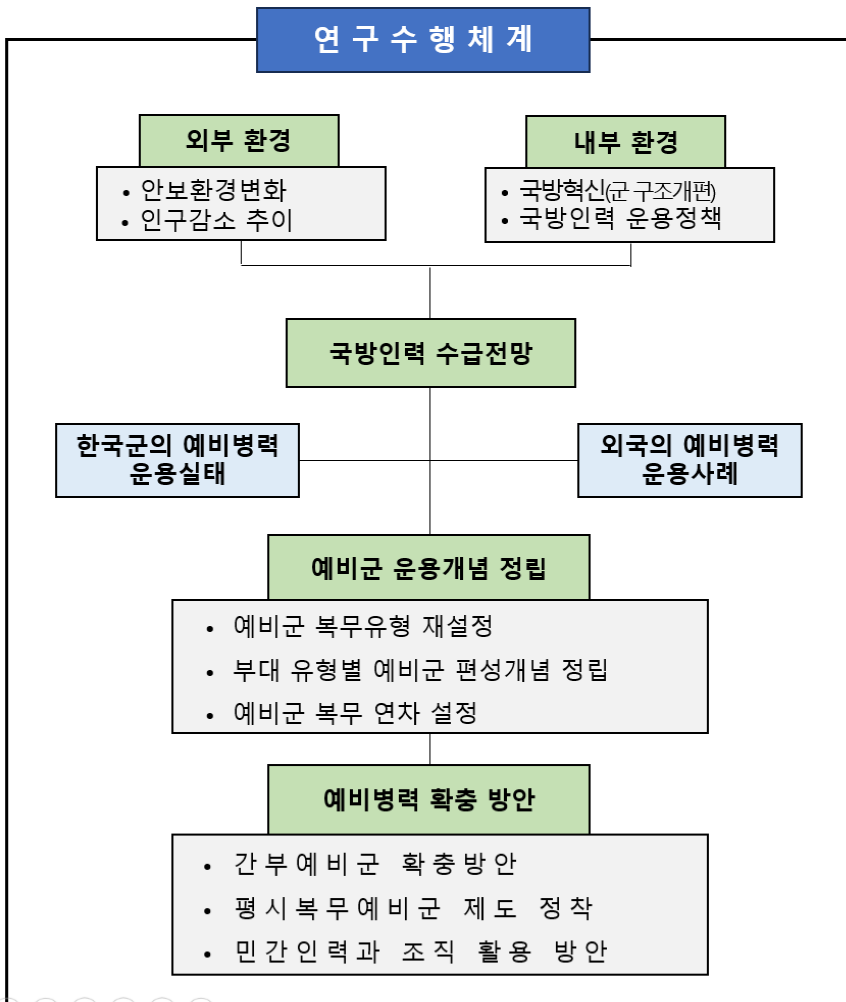 연구수행체계
외부 환경
• 안보환경변화
• 인구감소 추이
내부 환경
• 국방혁신(군 구조개편)
• 국방인력 운용정책
국방인력 수급전망
한국군의 예비병력
운용실태
외국의 예비병력
운용사례
예비군 운용개념 정립
• 예비군 복무유형 재설정
• 부대 유형별 예비군 편성개념 정립
• 예비군 복무 연차 설정
예비병력 확충 방안
• 간부예비군 확충방안
• 평시복무예비군 제도 정착
• 민간인력과 조직 활용 방안